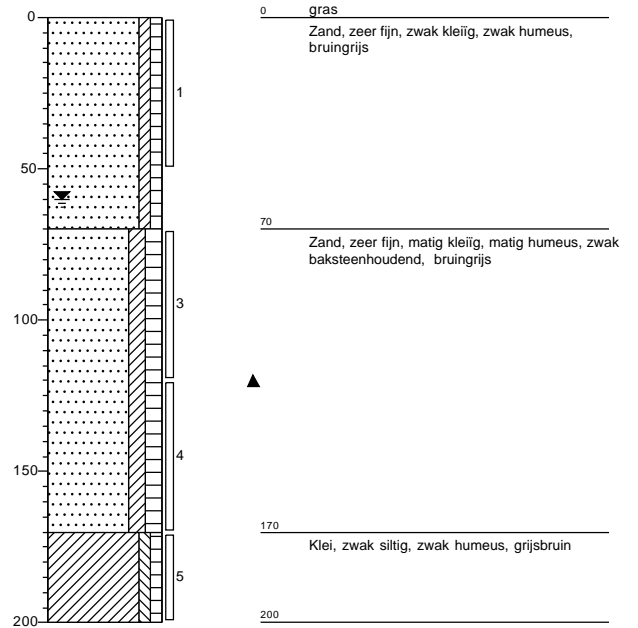 0
50
100
150
200
1
3
4
5
0
gras
Zand, zeer fijn, zwak kleiïg, zwak humeus,
bruingrijs
70
Zand, zeer fijn, matig kleiïg, matig humeus, zwak
baksteenhoudend, bruingrijs
170
Klei, zwak siltig, zwak humeus, grijsbruin
200